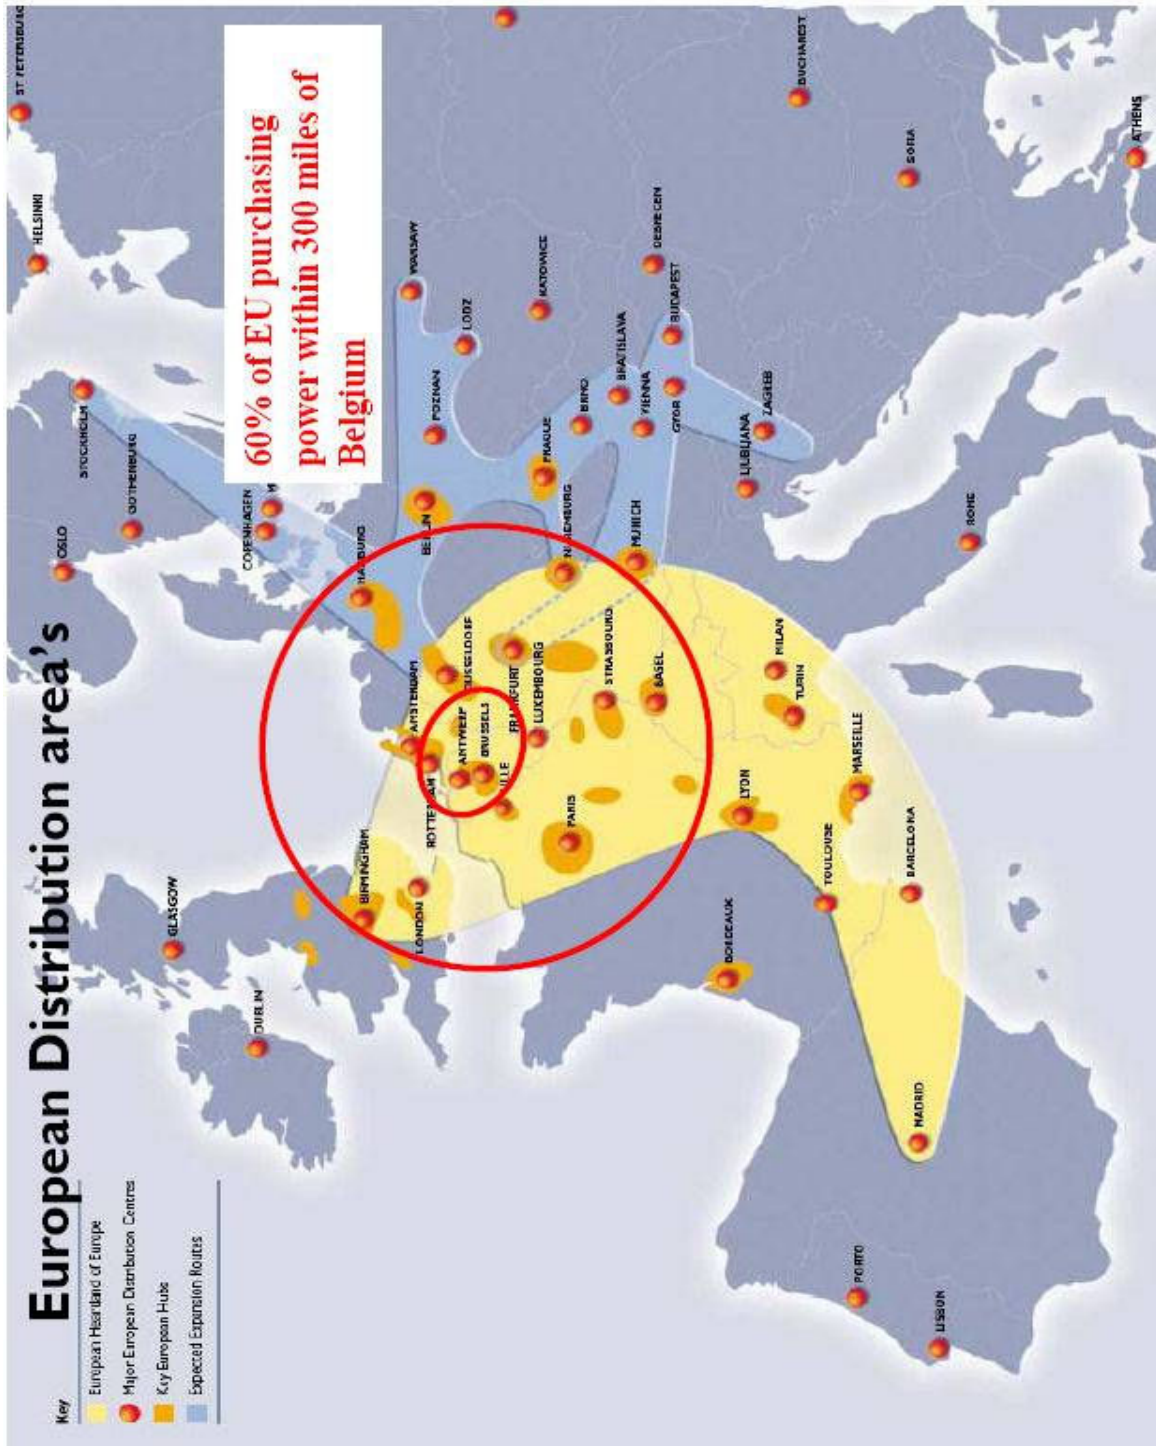 European Distribution area's
Key
European Heartland of Europe
Major European Distribution Centres
Key European Hubs
Expected Expansion Routes
60% of EU purchasing
power within 300 miles of
Belgium
ST PETERSBURG
HELSINKI
OSLO
STOCKHOLM
GOTHENBURG
GLASGOW
DUBLIN
COPENHAGEN
HAMBURG
BIRMINGHAM
LONDON
AMSTERDAM
ROTTERDAM
DUSSELDORF
BERLIN
POZNAN
WARSAW
LODZ
ANTWERP
BRUSSELS
FRANKFURT
LUXEMBOURG
PARIS
PRAGUE
KATOWICE
BRNO
BRATISLAVA
VIENNA
GYOR
BUDAPEST
DEBRECEN
MUNICH
STRASBOURG
BASEL
BORDEAUX
LYON
MILAN
TURIN
LJUBLJANA
ZAGREB
BUCHAREST
SOFIA
ATHENS
ROME
MARSEILLE
TOULOUSE
BARCELONA
MADRID
PORTO
LISBON